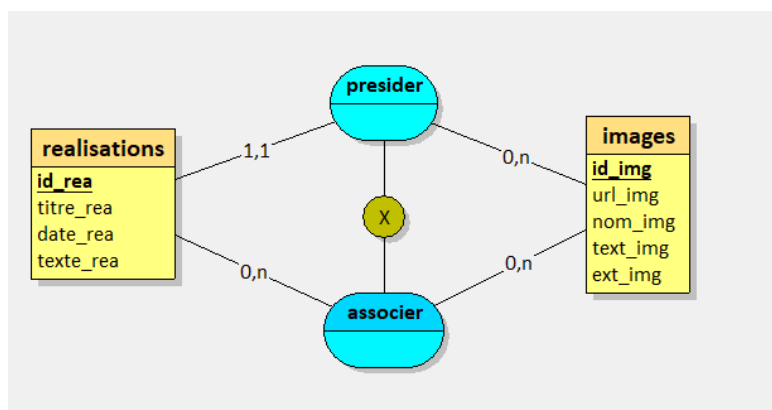 presider
realisations
id_rea
titre_rea
date_rea
texte_rea
images
id_img
url_img
nom_img
text_img
ext_img
1,1
0,n
X
0,n
0,n
associer